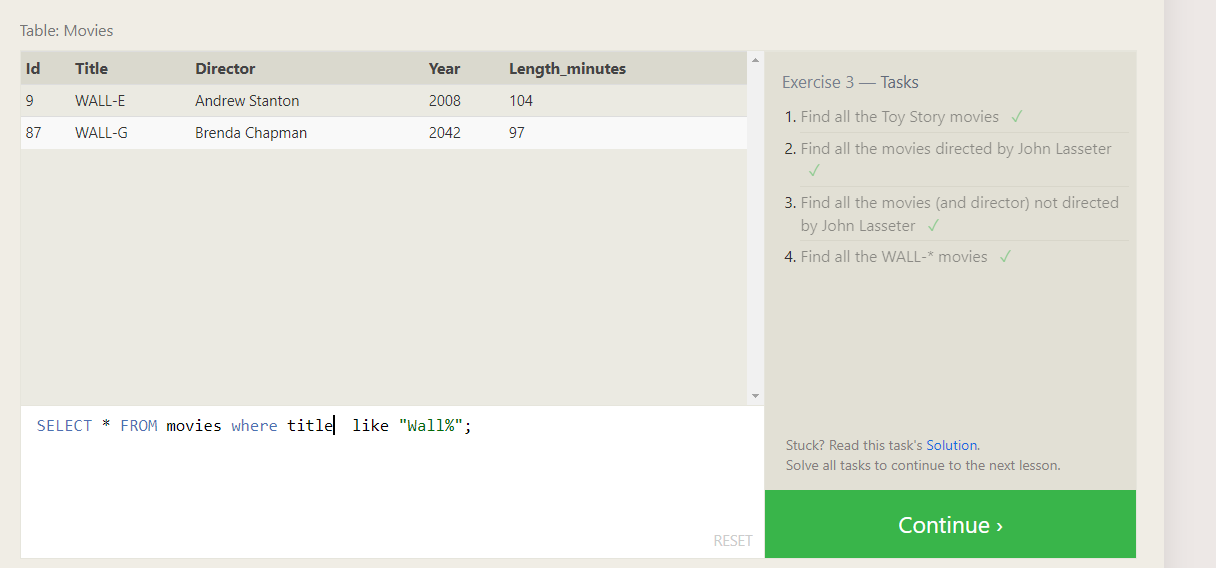 Table: Movies
Id Title Director Year Length_minutes
9 WALL-E Andrew Stanton 2008 104
87 WALL-G Brenda Chapman 2042 97
SELECT * FROM movies where title  like "Wall%";
RESET
Exercise 3 — Tasks
1. Find all the Toy Story movies ✓
2. Find all the movies directed by John Lasseter
✓
3. Find all the movies (and director) not directed
by John Lasseter ✓
4. Find all the WALL-* movies ✓
Stuck? Read this task's Solution.
Solve all tasks to continue to the next lesson.
Continue ›